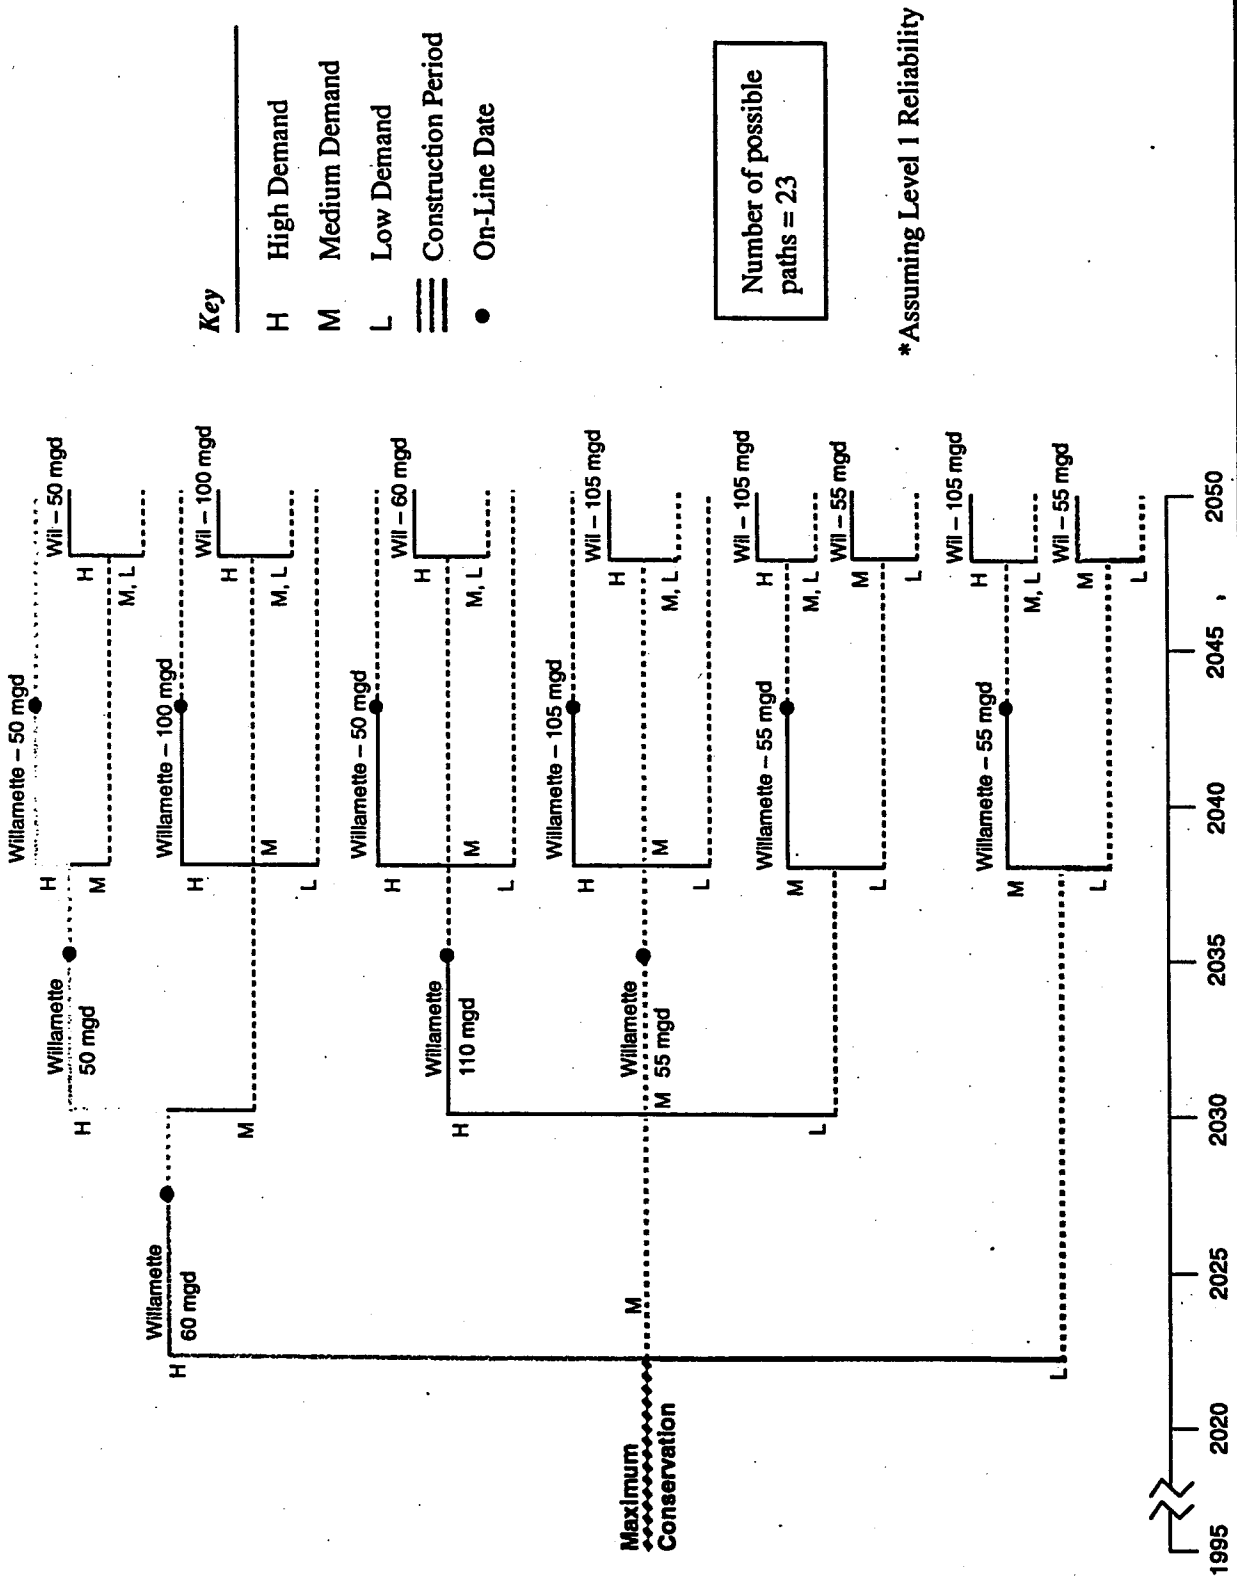 Willamette – 50 mgd
H
M
Wil – 50 mgd
H
M, L
Willamette
50 mgd
H
Willamette – 100 mgd
H
M
L
Wil – 100 mgd
H
M, L
Willamette
60 mgd
H
M
Willamette – 50 mgd
H
M
L
Wil – 60 mgd
H
M, L
Willamette
110 mgd
H
Willamette – 105 mgd
H
M
L
Wil – 105 mgd
H
M, L
Willamette
M 55 mgd
M
Maximum
Conservation
L
Willamette – 55 mgd
M
L
Wil – 105 mgd
H
M, L
Wil – 55 mgd
M
L
L
Willamette – 55 mgd
M
L
Wil – 105 mgd
H
M, L
Wil – 55 mgd
M
L
1995 2020 2025 2030 2035 2040 2045 2050
Key
H High Demand
M Medium Demand
L Low Demand
Construction Period
On-Line Date
Number of possible
paths = 23
*Assuming Level 1 Reliability